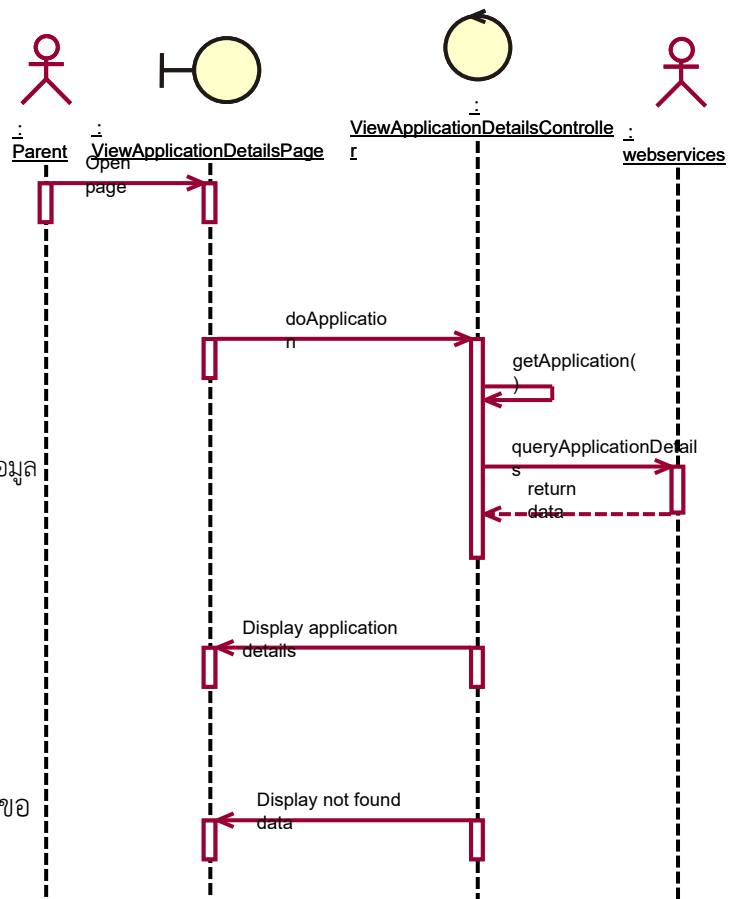 :
Parent
:
ViewApplicationDetailsPage
:
ViewApplicationDetailsControlle
r
:
webservices
Open
page
doApplicatio
n
getApplication(
)
queryApplicationDetail
s
return
data
อมูล
Display application
details
ขอ
Display not found
data